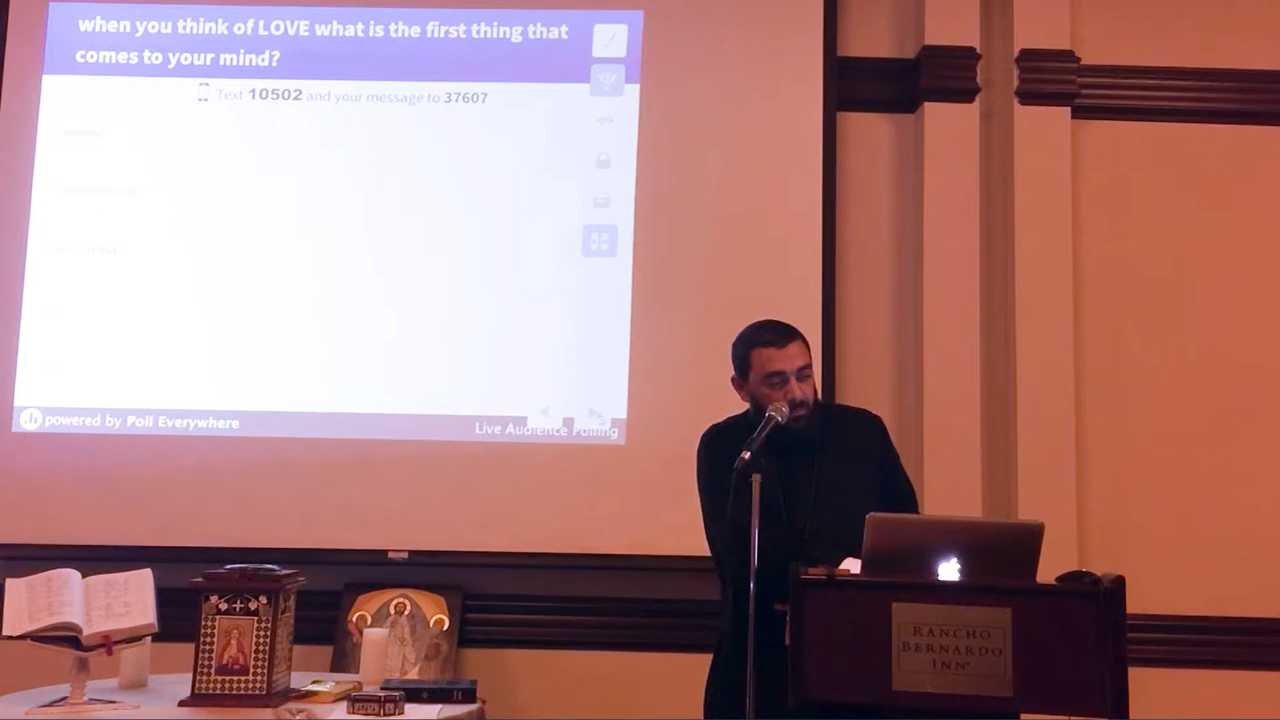 when you think of LOVE what is the first thing that
comes to your mind?
Text 10502 and your message to 37607
powered by Poll Everywhere
Live Audience Polling
RANCHO
BERNARDO
INN